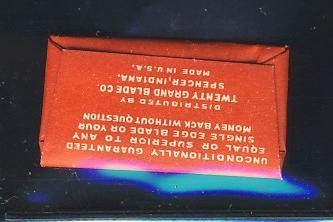 UNCONDITIONALLY GUARANTEED
EQUAL OR SUPERIOR TO ANY
SINGLE EDGE BLADE OR YOUR
MONEY BACK WITHOUT QUESTION
DISTRIBUTED BY
TWENTY GRAND BLADE CO.
SPENCER, INDIANA.
MADE IN U.S.A.